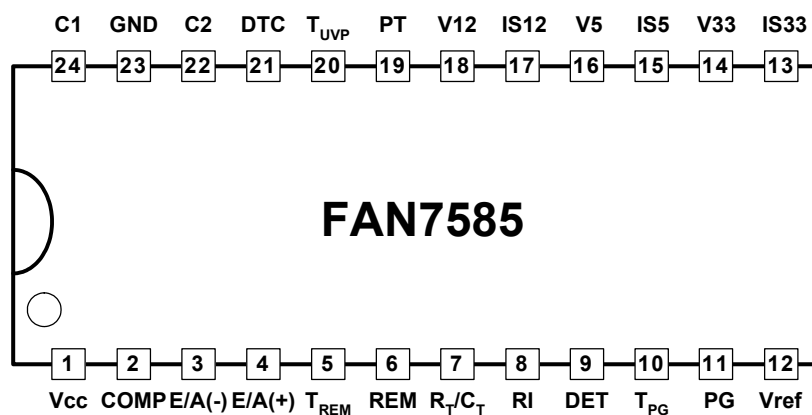 C1 GND C2 DTC TUVP PT V12 IS12 V5 IS5 V33 IS33
24 23 22 21 20 19 18 17 16 15 14 13
FAN7585
1 2 3 4 5 6 7 8 9 10 11 12
Vcc COMP E/A(-) E/A(+) TREM REM RT/CT RI DET TPG PG Vref